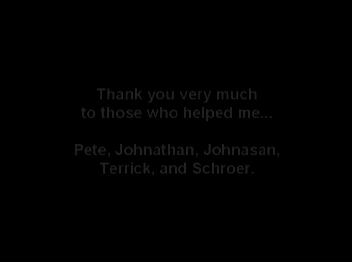 Thank you very much
to those who helped me...
Pete, Johnathan, Johnasan,
Terrick, and Schroer.